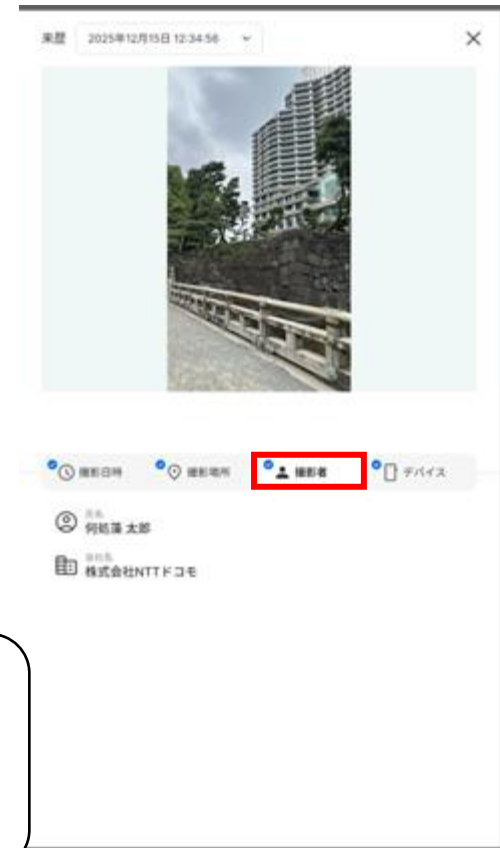 来歴 2025年12月15日 12:34:56
撮影日時 撮影場所 撮影者 デバイス
氏名
何処藻 太郎
会社名
株式会社NTTドコモ